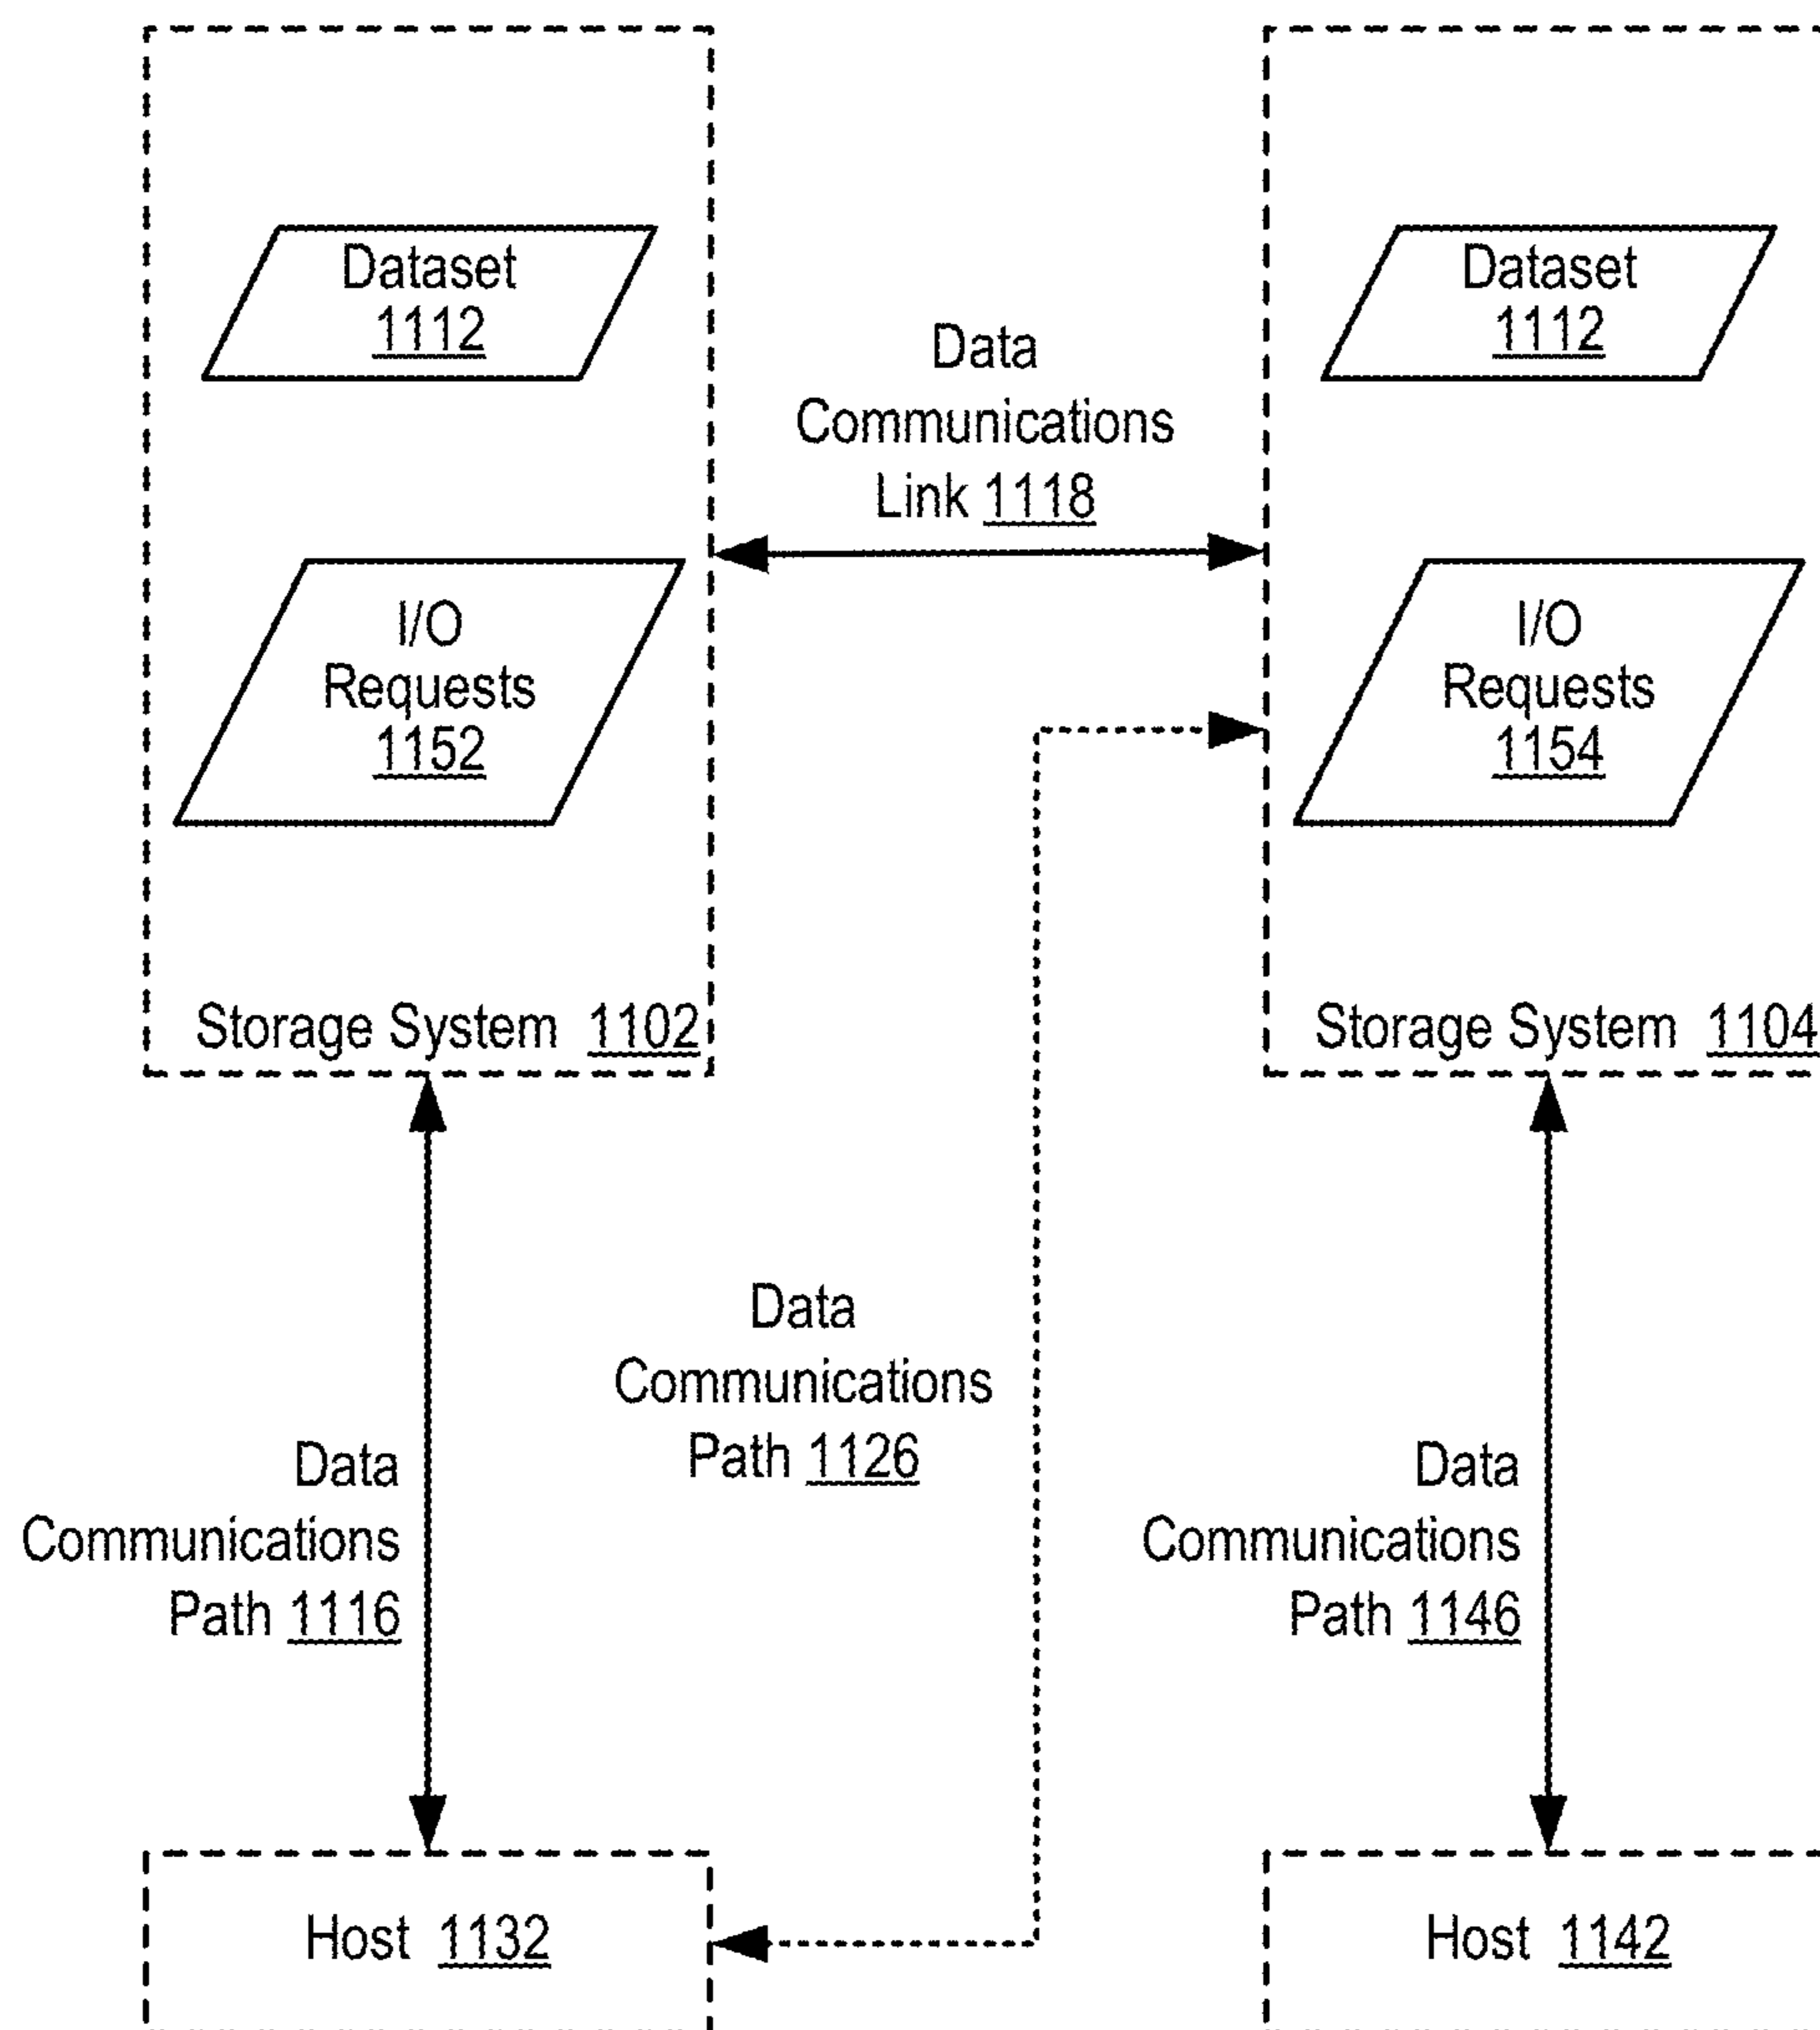 Dataset
1112
Dataset
1112
Data
Communications
Link 1118
I/O
Requests
1152
I/O
Requests
1154
Storage System 1102
Storage System 1104
Data
Communications
Path 1126
Data
Communications
Path 1116
Data
Communications
Path 1146
Host 1132
Host 1142